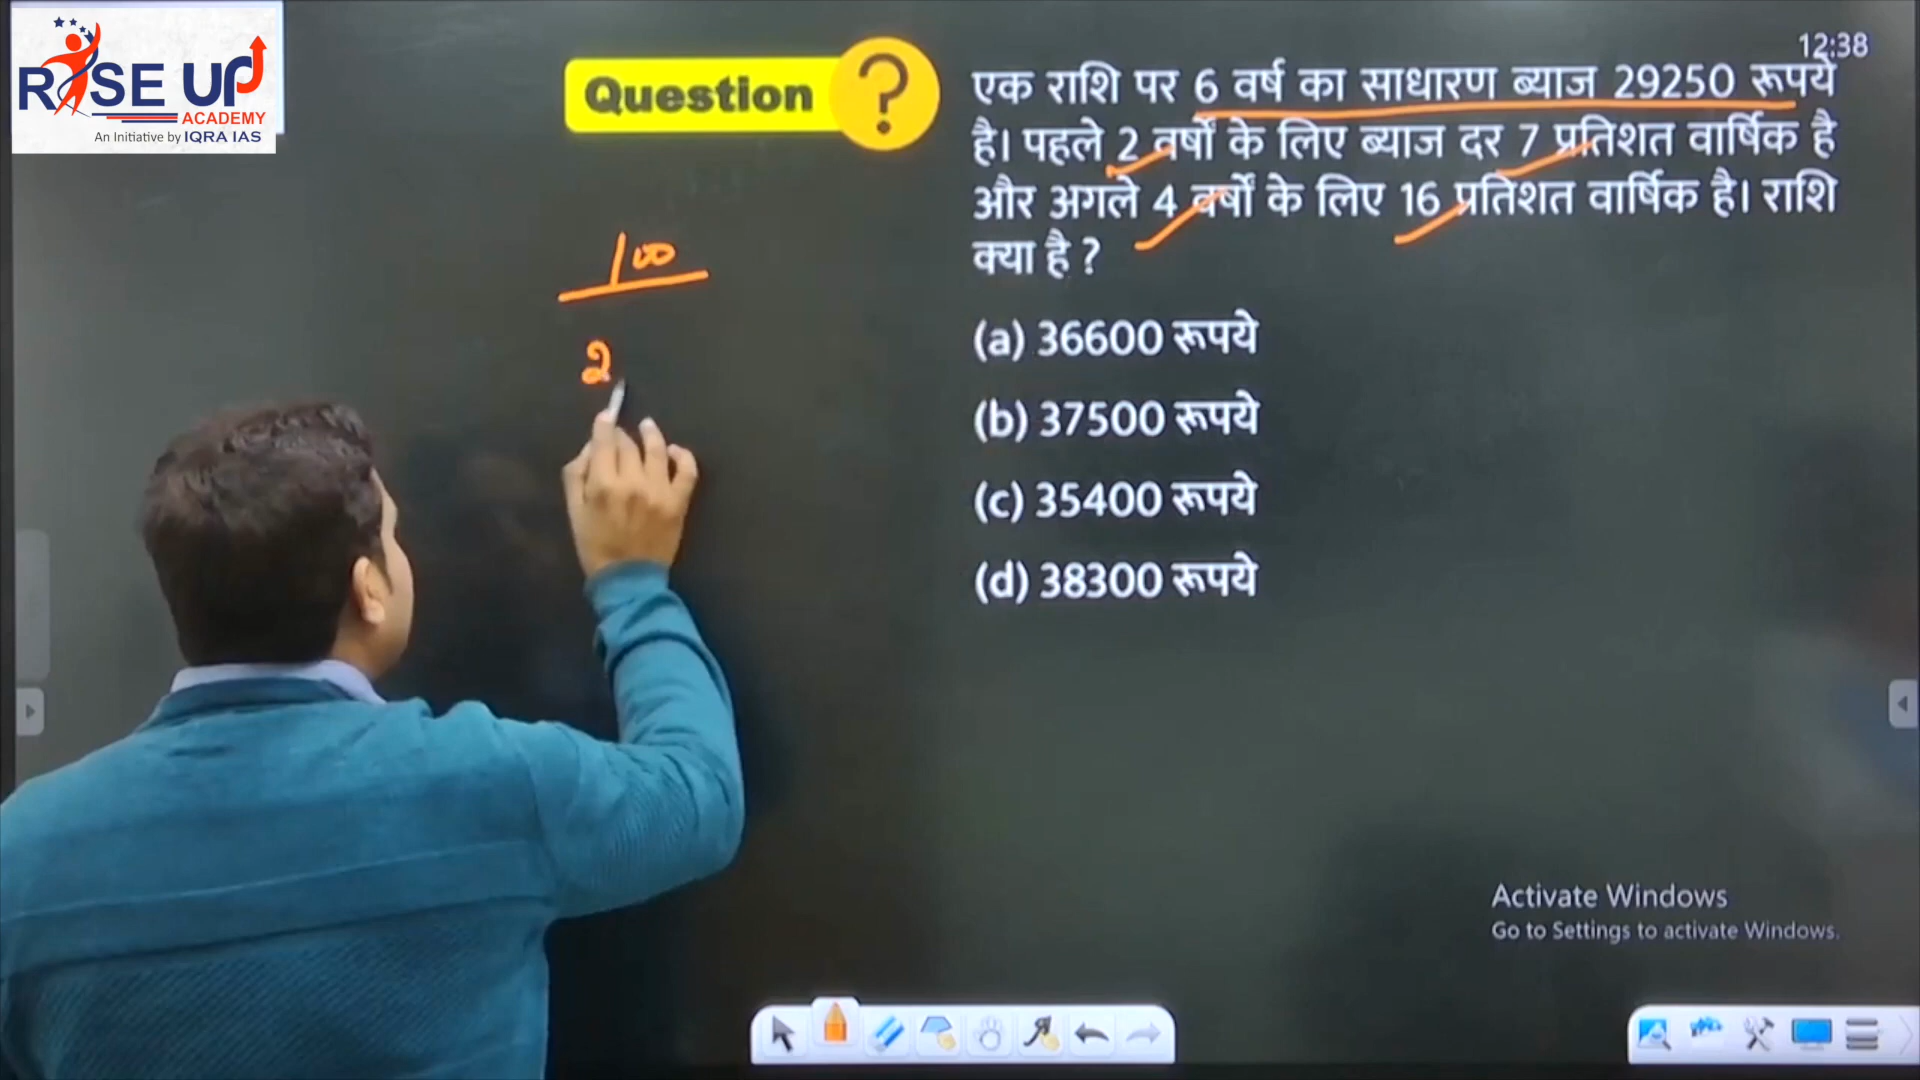 RISE UP
ACADEMY
An Initiative by IQRA IAS
Question ?
12:38
एक राशि पर 6 वर्ष का साधारण ब्याज 29250 रूपये
है। पहले 2 वर्षों के लिए ब्याज दर 7 प्रतिशत वार्षिक है
और अगले 4 वर्षों के लिए 16 प्रतिशत वार्षिक है। राशि
क्या है ?
100
2
(a) 36600 रूपये
(b) 37500 रूपये
(c) 35400 रूपये
(d) 38300 रूपये
Activate Windows
Go to Settings to activate Windows.